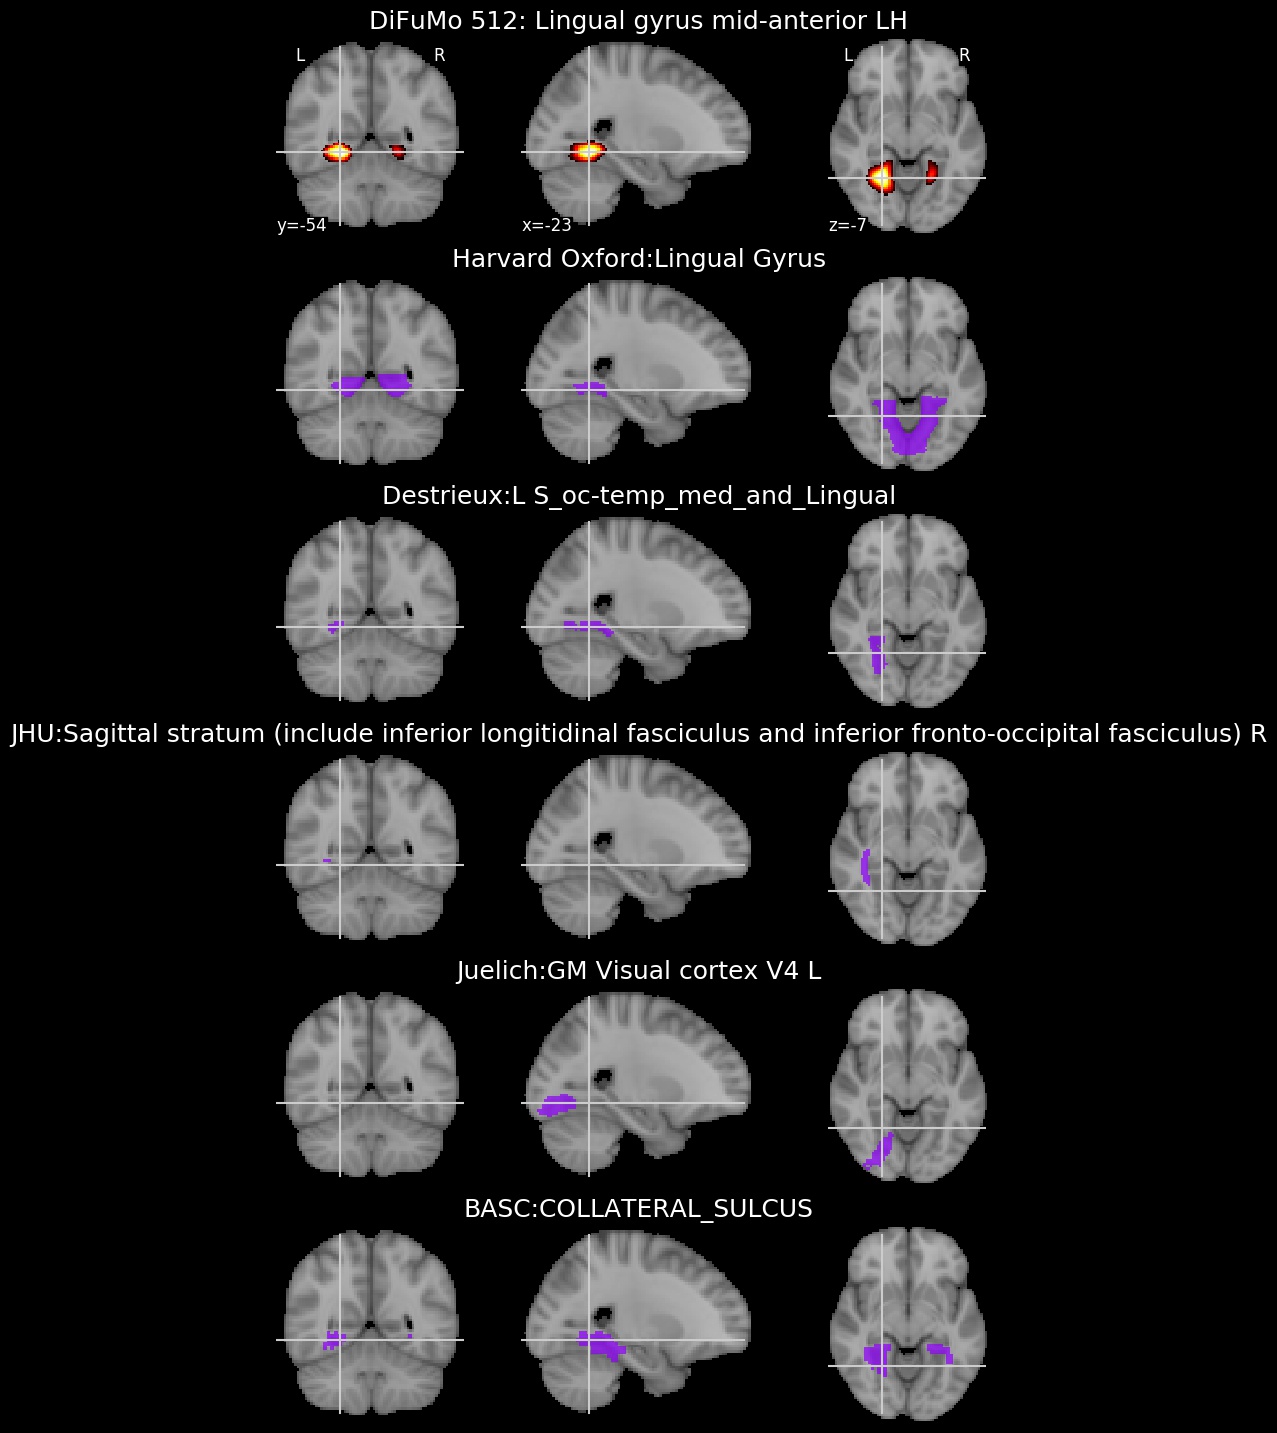 DiFuMo 512: Lingual gyrus mid-anterior LH
L R L R
y=-54 x=-23 z=-7
Harvard Oxford:Lingual Gyrus
Destrieux:L S_oc-temp_med_and_Lingual
JHU:Sagittal stratum (include inferior longitidinal fasciculus and inferior fronto-occipital fasciculus) R
Juelich:GM Visual cortex V4 L
BASC:COLLATERAL_SULCUS